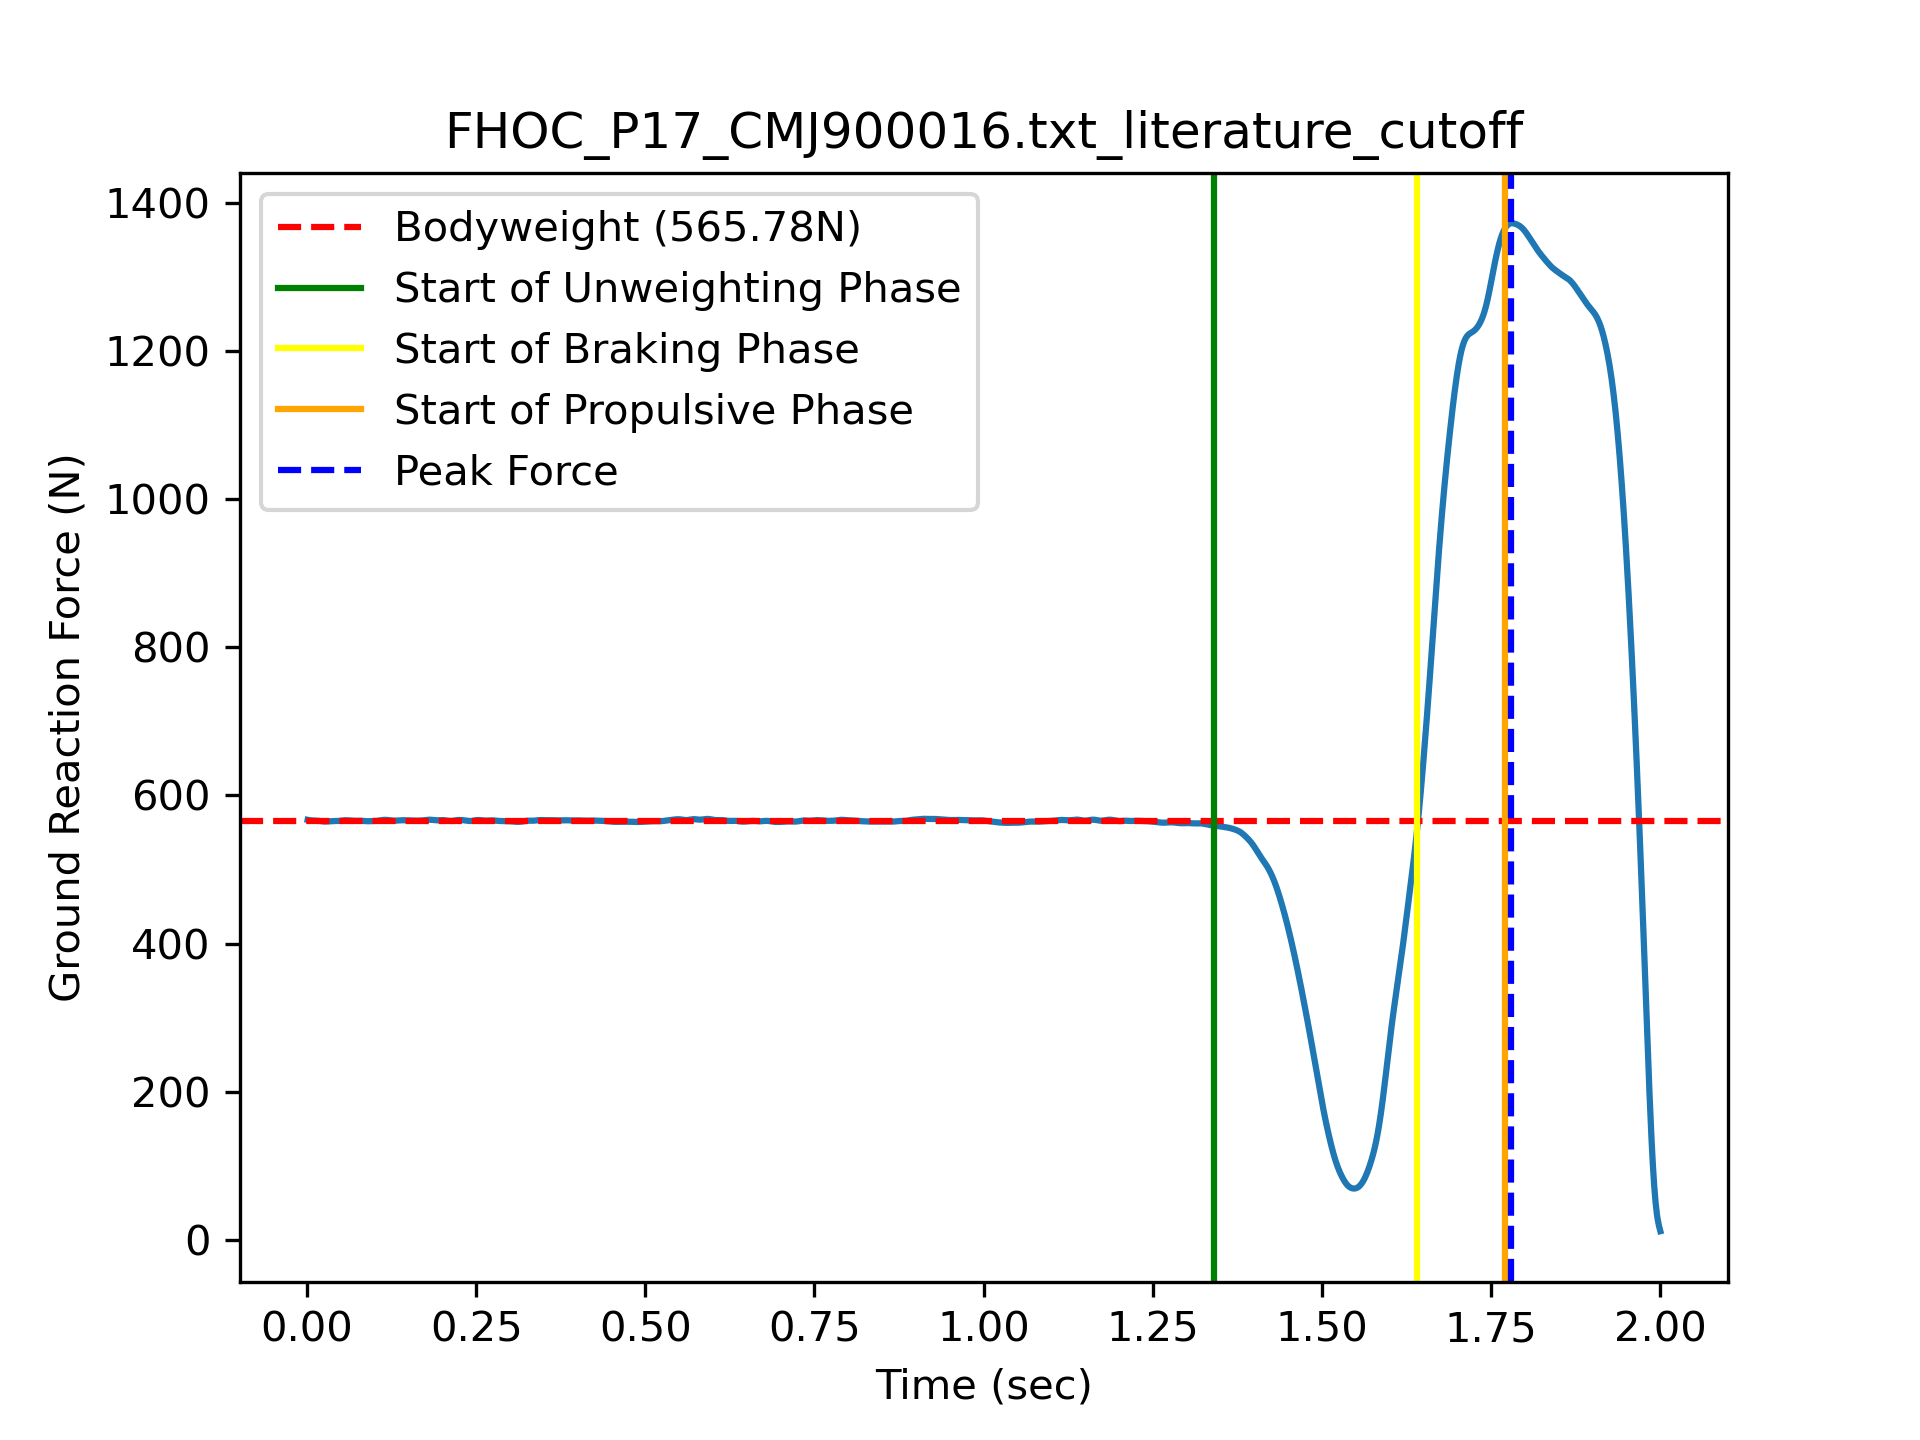 FHOC_P17_CMJ900016.txt_literature_cutoff
1400
1200
1000
800
600
400
200
0
Ground Reaction Force (N)
Bodyweight (565.78N)
Start of Unweighting Phase
Start of Braking Phase
Start of Propulsive Phase
Peak Force
0.00 0.25 0.50 0.75 1.00 1.25 1.50 1.75 2.00
Time (sec)